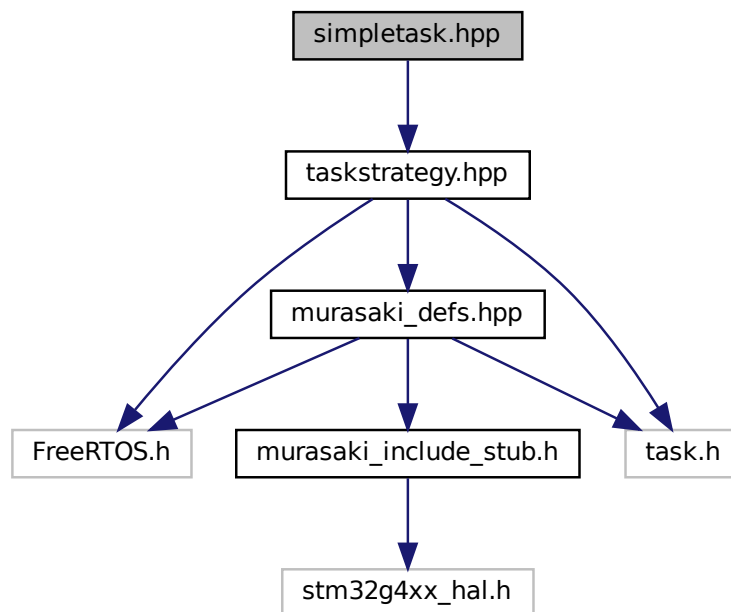 simpletask.hpp
taskstrategy.hpp
murasaki_defs.hpp
FreeRTOS.h
murasaki_include_stub.h
task.h
stm32g4xx_hal.h